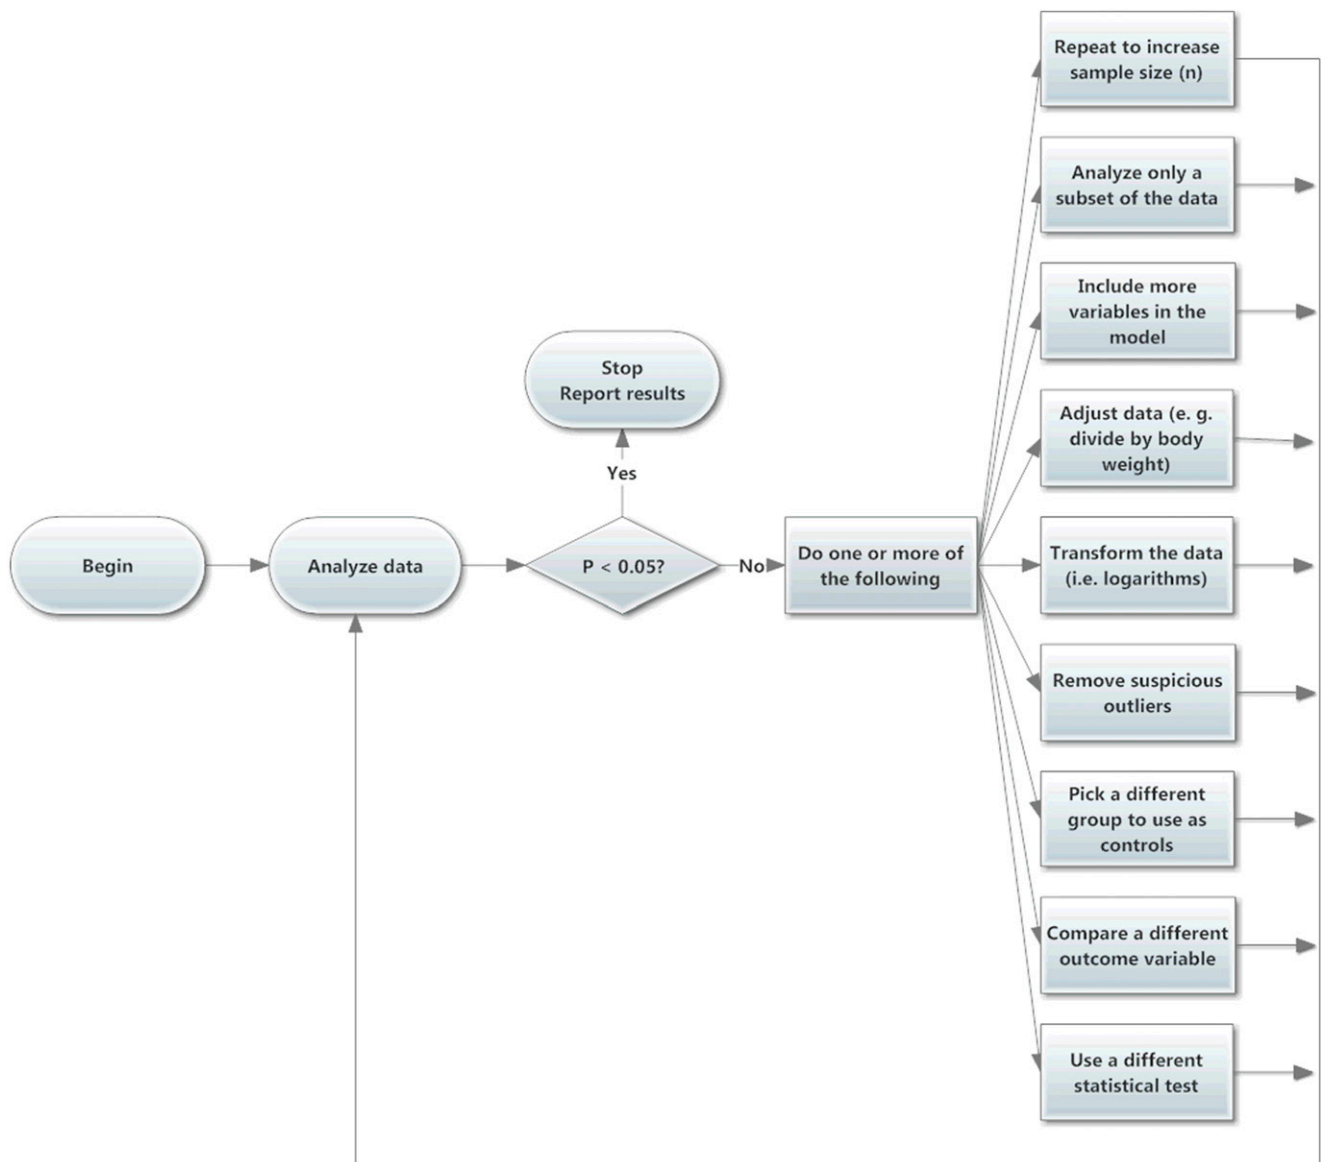 Begin
Analyze data
P < 0.05?
Yes
Stop
Report results
No
Do one or more of
the following
Repeat to increase
sample size (n)
Analyze only a
subset of the data
Include more
variables in the
model
Adjust data (e. g.
divide by body
weight)
Transform the data
(i.e. logarithms)
Remove suspicious
outliers
Pick a different
group to use as
controls
Compare a different
outcome variable
Use a different
statistical test